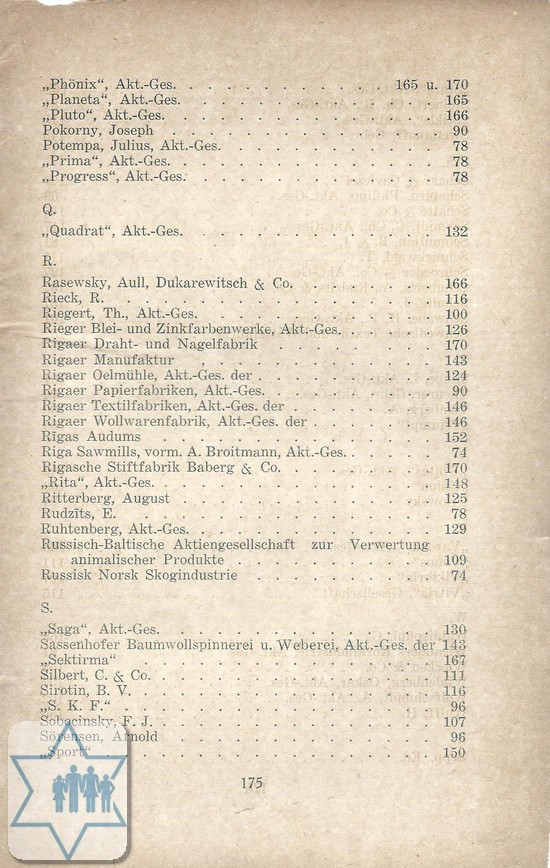 „Phönix“, Akt.-Ges. . . . . . . . . . . . 165 u. 170
„Planeta“, Akt.-Ges. . . . . . . . . . . . 165
„Pluto“, Akt.-Ges. . . . . . . . . . . . 166
Pokorny, Joseph . . . . . . . . . . . . 90
Potempa, Julius, Akt.-Ges. . . . . . . . . . . . 78
„Prima“, Akt.-Ges. . . . . . . . . . . . 78
„Progress“, Akt.-Ges. . . . . . . . . . . . 78
Q.
„Quadrat“, Akt.-Ges. . . . . . . . . . . . 132
R.
Rasewsky, Aull, Dukarewitsch & Co. . . . . . . . 166
Rieck, R. . . . . . . . . . . . . 116
Riegert, Th., Akt.-Ges. . . . . . . . . . . . 100
Rieger Blei- und Zinkfarbenwerke, Akt.-Ges. . . . . . 126
Rigaer Draht- und Nagelfabrik . . . . . . . . 170
Rigaer Manufaktur . . . . . . . . . . . 143
Rigaer Oelmühle, Akt.-Ges. der . . . . . . . . . 124
Rigaer Papierfabriken, Akt.-Ges. . . . . . . . . 90
Rigaer Textilfabriken, Akt.-Ges. der . . . . . . . 146
Rigaer Wollwarenfabrik, Akt.-Ges. der . . . . . . . 146
Rīgas Audums . . . . . . . . . . . . 152
Riga Sawmills, vorm. A. Broitmann, Akt.-Ges. . . . . . 74
Rigasche Stiftfabrik Baberg & Co. . . . . . . . . 170
„Rita“, Akt.-Ges. . . . . . . . . . . . 148
Ritterberg, August . . . . . . . . . . . 125
Rudzīts, E. . . . . . . . . . . . . 78
Ruhtenberg, Akt.-Ges. . . . . . . . . . . . 129
Russisch-Baltische Aktiengesellschaft zur Verwertung
animalischer Produkte . . . . . . . . . 109
Russisk Norsk Skogindustrie . . . . . . . . . 74
S.
„Saga“, Akt.-Ges. . . . . . . . . . . . 130
Sassenhofer Baumwollspinnerei u. Weberei, Akt.-Ges. der 143
„Sektirma“ . . . . . . . . . . . . 167
Silbert, C. & Co. . . . . . . . . . . . 111
Sirotin, B. V. . . . . . . . . . . . . 116
„S. K. F.“ . . . . . . . . . . . . 96
Sobocinsky, F. J. . . . . . . . . . . . 107
Sörensen, Arnold . . . . . . . . . . . 96
„Sport“ . . . . . . . . . . . . 150
175